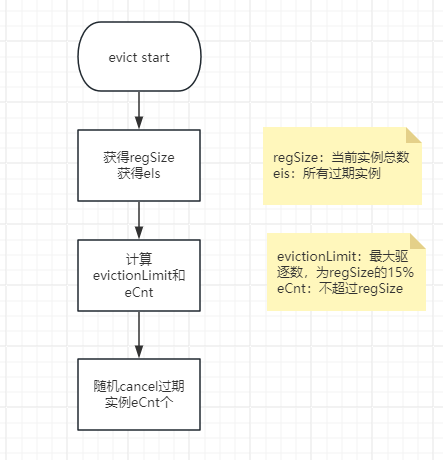 evict start
获得regSize
获得eIs
regSize：当前实例总数
eis：所有过期实例
计算
evictionLimit和
eCnt
evictionLimit：最大驱
逐数，为regSize的15%
eCnt：不超过regSize
随机cancel过期
实例eCnt个